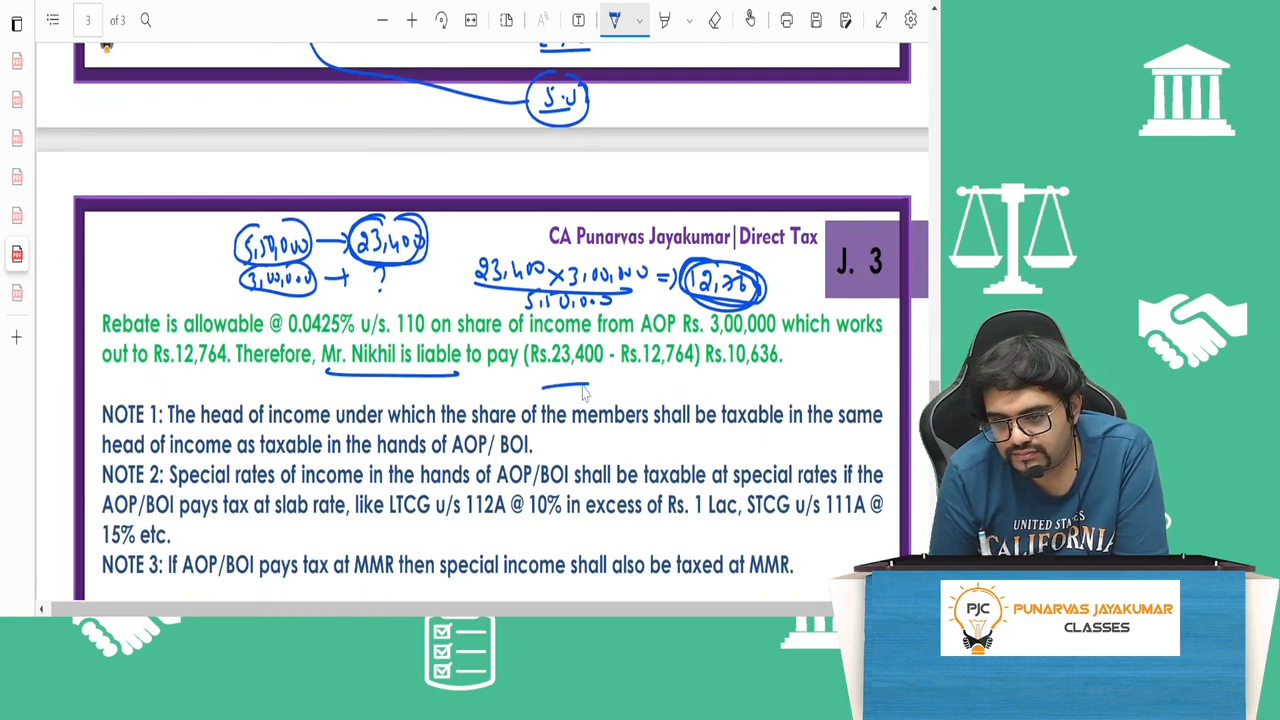 3 of 3
5.5
5,50,000 → 23,400
3,00,000 → ?
23,400 × 3,00,000 ⇒ 12,764
5,50,000
CA Punarvas Jayakumar|Direct Tax
J. 3
Rebate is allowable @ 0.0425% u/s. 110 on share of income from AOP Rs. 3,00,000 which works
out to Rs.12,764. Therefore, Mr. Nikhil is liable to pay (Rs.23,400 - Rs.12,764) Rs.10,636.
NOTE 1: The head of income under which the share of the members shall be taxable in the same
head of income as taxable in the hands of AOP/ BOI.
NOTE 2: Special rates of income in the hands of AOP/BOI shall be taxable at special rates if the
AOP/BOI pays tax at slab rate, like LTCG u/s 112A @ 10% in excess of Rs. 1 Lac, STCG u/s 111A @
15% etc.
NOTE 3: If AOP/BOI pays tax at MMR then special income shall also be taxed at MMR.
UNITED STATES
CALIFORNIA
PJC
PUNARVAS JAYAKUMAR
CLASSES